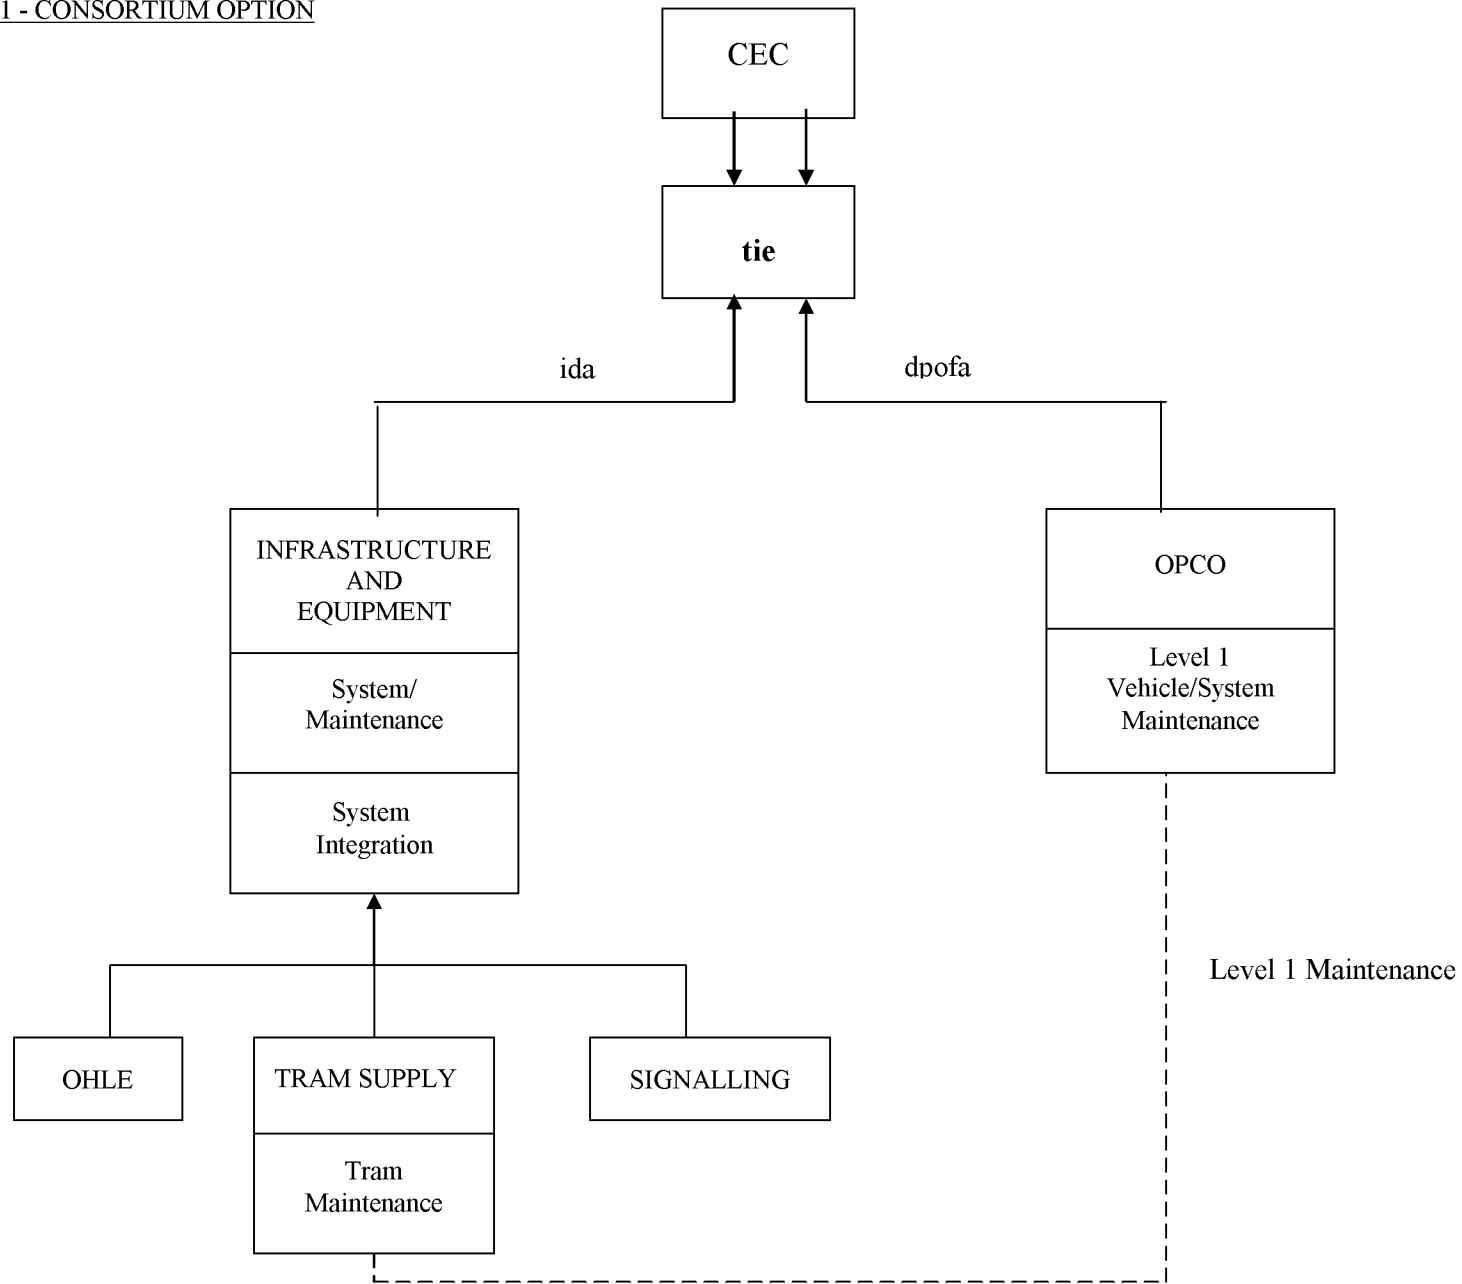 1 - CONSORTIUM OPTION
CEC
tie
ida
dpofa
INFRASTRUCTURE
AND
EQUIPMENT
OPCO
System/
Maintenance
Level 1
Vehicle/System
Maintenance
System
Integration
Level 1 Maintenance
OHLE
TRAM SUPPLY
SIGNALLING
Tram
Maintenance